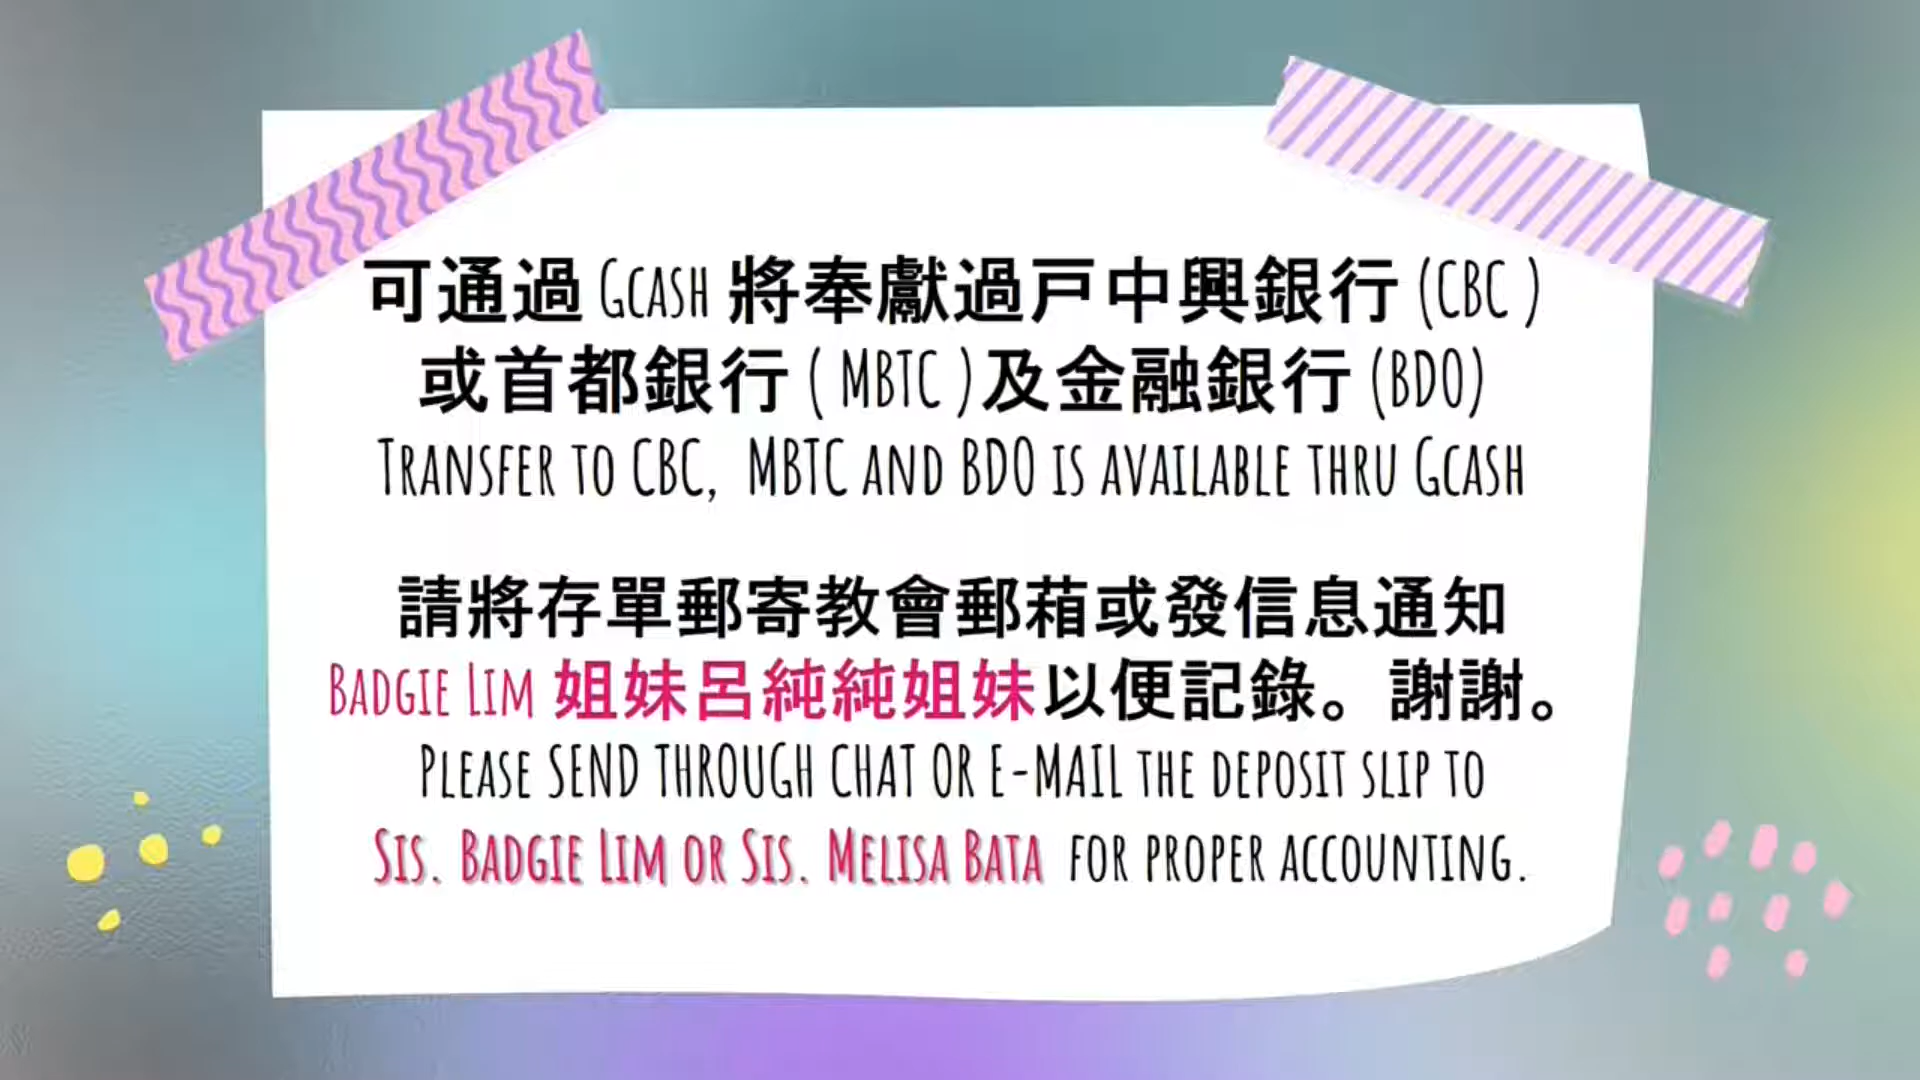 可通過 Gcash 將奉獻過戸中興銀行 (CBC )
或首都銀行 ( MBTC )及金融銀行 (BDO)
Transfer to CBC, MBTC and BDO is available thru Gcash
請將存單郵寄教會郵葙或發信息通知
Badgie Lim 姐妹呂純純姐妹以便記錄。謝謝。
Please SEND THROUGH CHAT OR E-MAIL the deposit slip to
Sis. Badgie Lim or Sis. Melisa Bata for proper accounting.